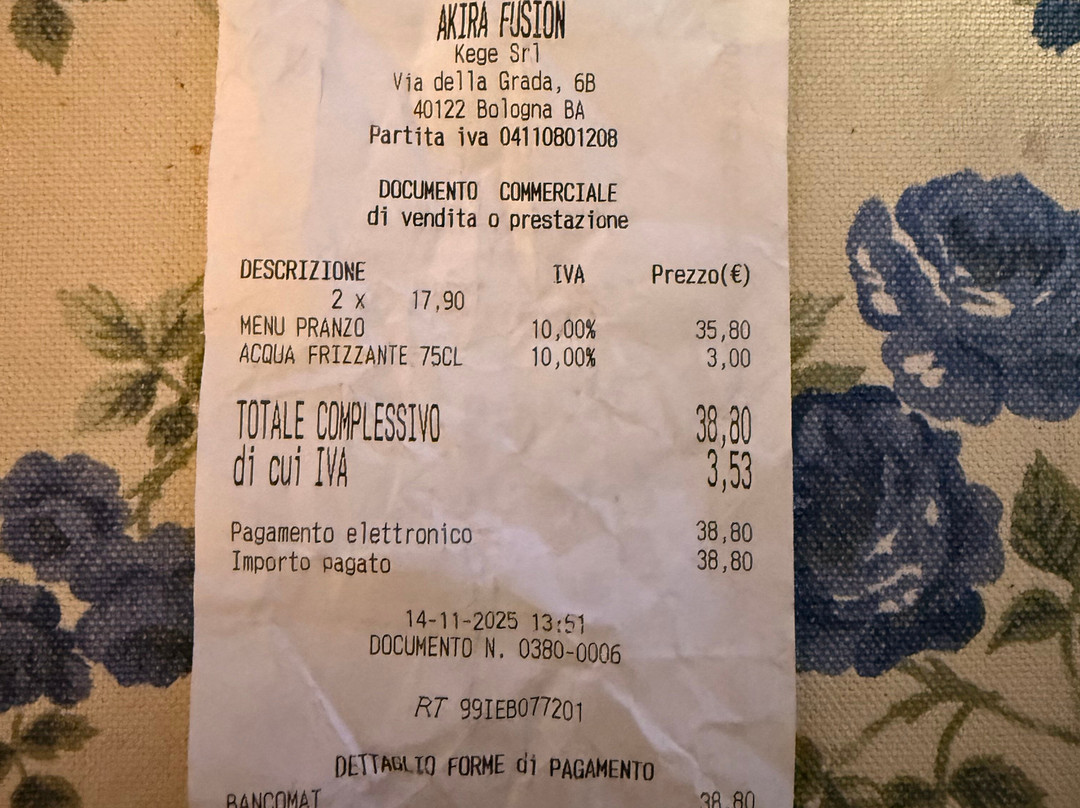 AKIRA FUSION
Kege Srl
Via della Grada, 6B
40122 Bologna BA
Partita iva 04110801208
DOCUMENTO COMMERCIALE
di vendita o prestazione
DESCRIZIONE IVA Prezzo(€)
2 x 17,90
MENU PRANZO 10,00% 35,80
ACQUA FRIZZANTE 75CL 10,00% 3,00
TOTALE COMPLESSIVO 38,80
di cui IVA 3,53
Pagamento elettronico 38,80
Importo pagato 38,80
14-11-2025 13:51
DOCUMENTO N. 0380-0006
RT 99IEB077201
DETTAGLIO FORME di PAGAMENTO
BANCOMAT 38,80